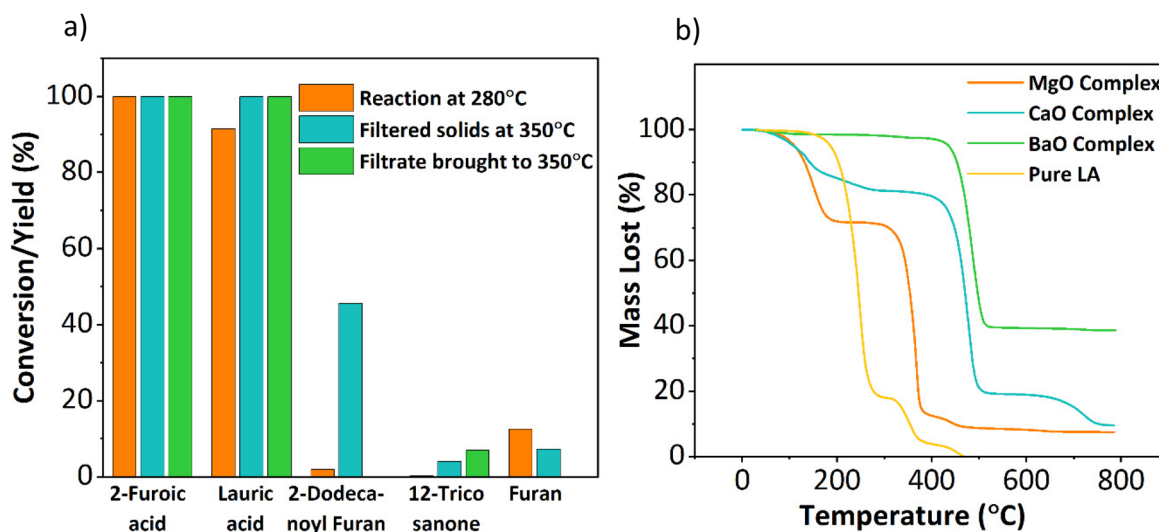 a)
Conversion/Yield (%)
100
80
60
40
20
0
Reaction at 280°C
Filtered solids at 350°C
Filtrate brought to 350°C
2-Furoic
acid
Lauric
acid
2-Dodeca-
noyl Furan
12-Trico
sanone
Furan
b)
Mass Lost (%)
100
80
60
40
20
0
MgO Complex
CaO Complex
BaO Complex
Pure LA
0
200
400
600
800
Temperature (°C)